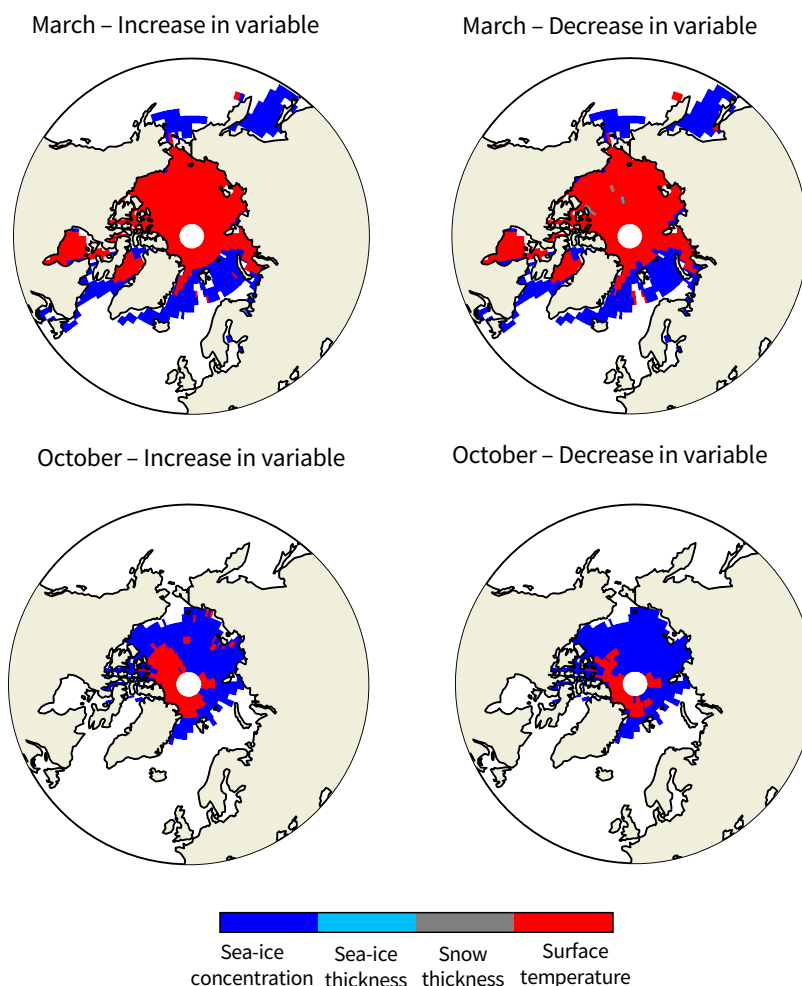 March – Increase in variable
March – Decrease in variable
October – Increase in variable
October – Decrease in variable
Sea-ice
concentration
Sea-ice
thickness
Snow
thickness
Surface
temperature